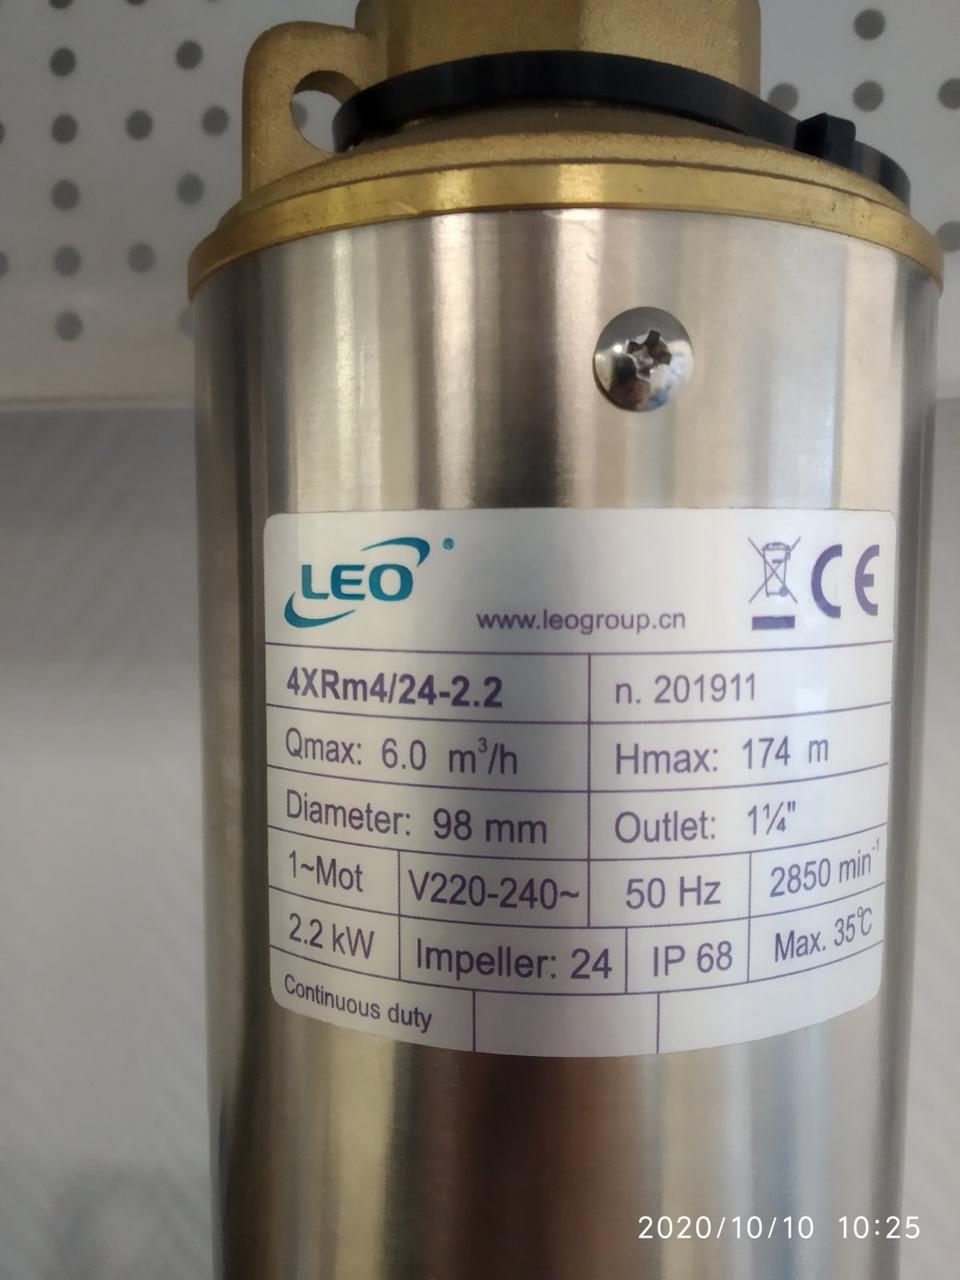 LEO®
www.leogroup.cn
CE
4XRm4/24-2.2 n. 201911
Qmax: 6.0 m³/h Hmax: 174 m
Diameter: 98 mm Outlet: 1¼"
1~Mot V220-240~ 50 Hz 2850 min⁻¹
2.2 kW Impeller: 24 IP 68 Max. 35℃
Continuous duty
2020/10/10 10:25